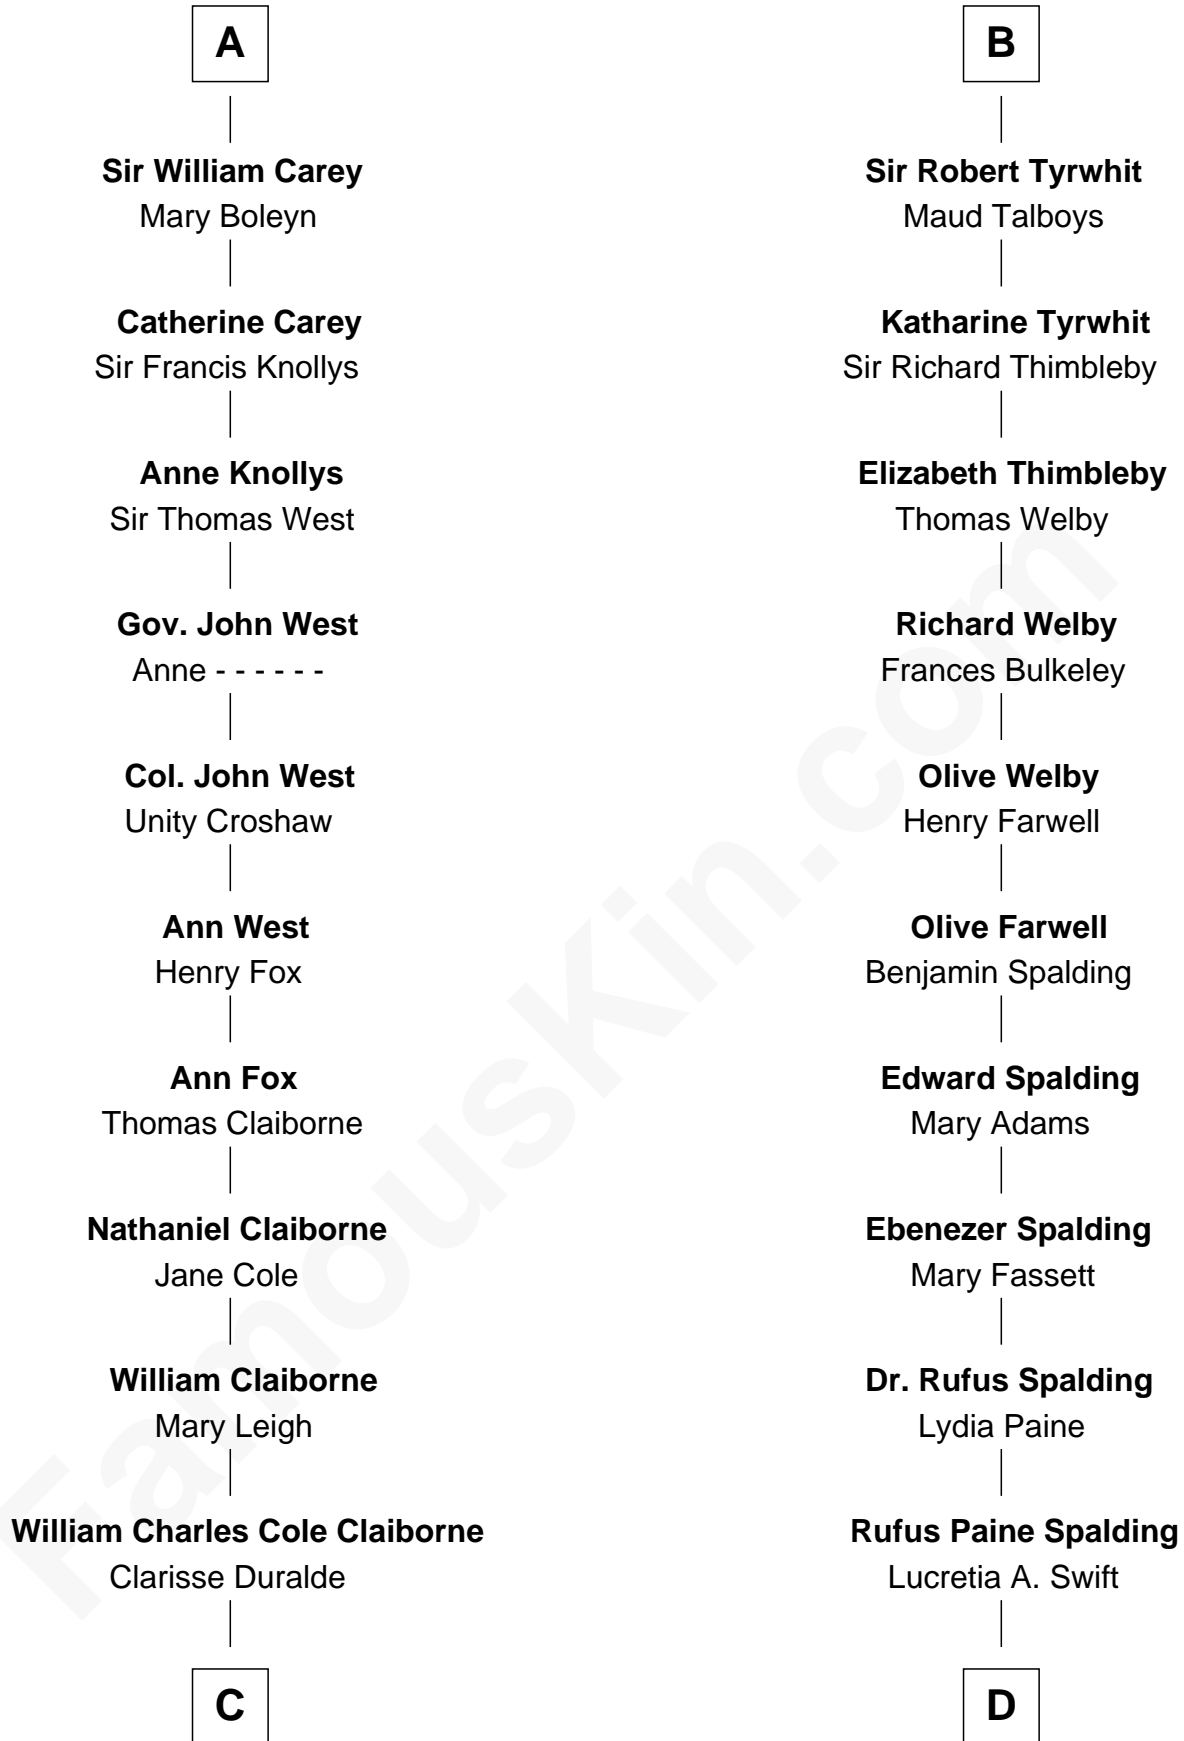 A
Sir William Carey
Mary Boleyn
Catherine Carey
Sir Francis Knollys
Anne Knollys
Sir Thomas West
Gov. John West
Anne - - - - - -
Col. John West
Unity Croshaw
Ann West
Henry Fox
Ann Fox
Thomas Claiborne
Nathaniel Claiborne
Jane Cole
William Claiborne
Mary Leigh
William Charles Cole Claiborne
Clarisse Duralde
C
B
Sir Robert Tyrwhit
Maud Talboys
Katharine Tyrwhit
Sir Richard Thimbleby
Elizabeth Thimbleby
Thomas Welby
Richard Welby
Frances Bulkeley
Olive Welby
Henry Farwell
Olive Farwell
Benjamin Spalding
Edward Spalding
Mary Adams
Ebenezer Spalding
Mary Fassett
Dr. Rufus Spalding
Lydia Paine
Rufus Paine Spalding
Lucretia A. Swift
D
FamousKin.com